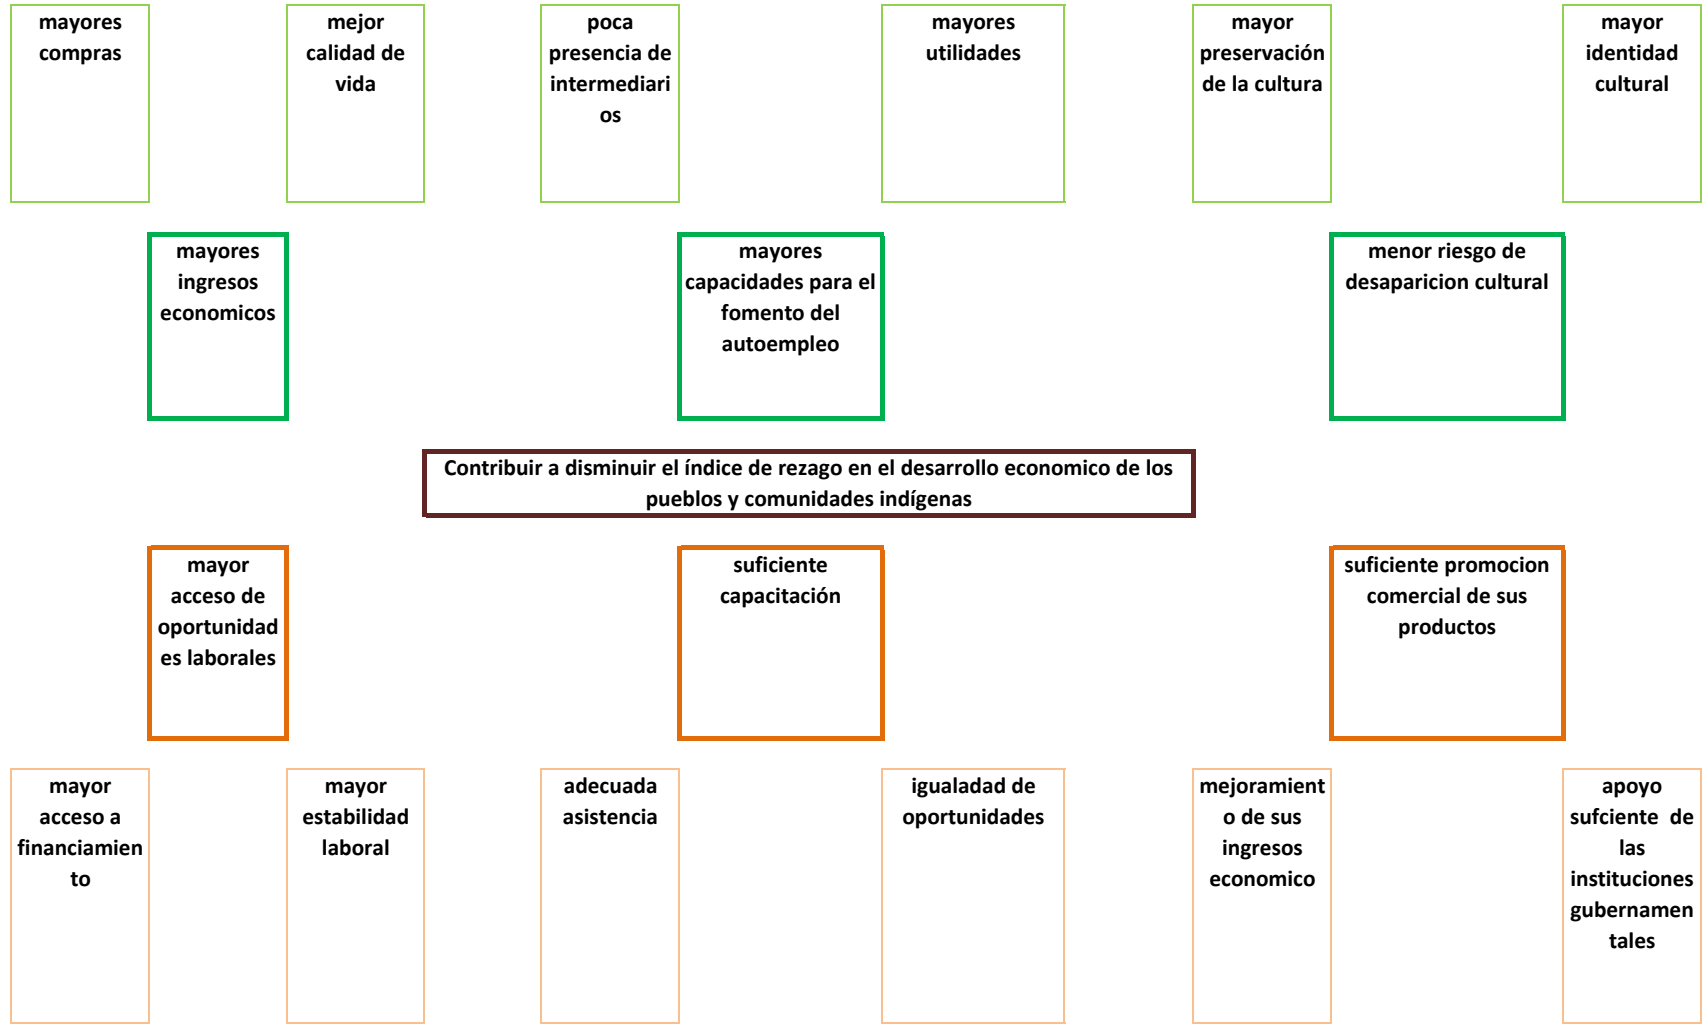 mayores
compras
mejor
calidad de
vida
poca
presencia de
intermediari
os
mayores
utilidades
mayor
preservación
de la cultura
mayor
identidad
cultural
mayores
ingresos
economicos
mayores
capacidades para el
fomento del
autoempleo
menor riesgo de
desaparicion cultural
Contribuir a disminuir el índice de rezago en el desarrollo economico de los
pueblos y comunidades indígenas
mayor
acceso de
oportunidad
es laborales
suficiente
capacitación
suficiente promocion
comercial de sus
productos
mayor
acceso a
financiamien
to
mayor
estabilidad
laboral
adecuada
asistencia
igualadad de
oportunidades
mejoramient
o de sus
ingresos
economico
apoyo
sufciente  de
las
instituciones
gubernamen
tales